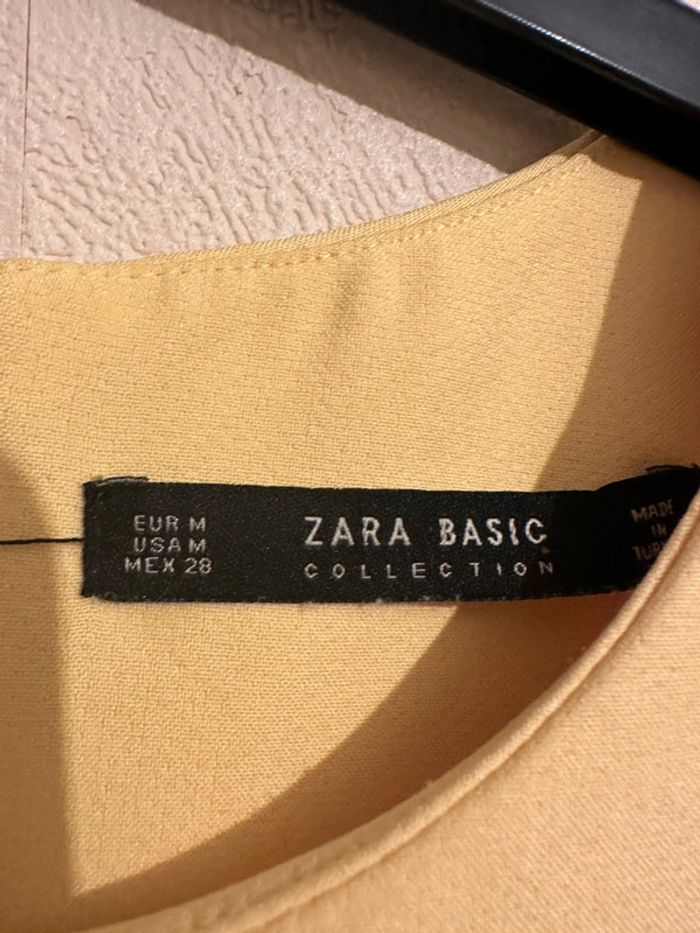 EUR M
USA M
MEX 28
ZARA BASIC
COLLECTION
MADE
IN